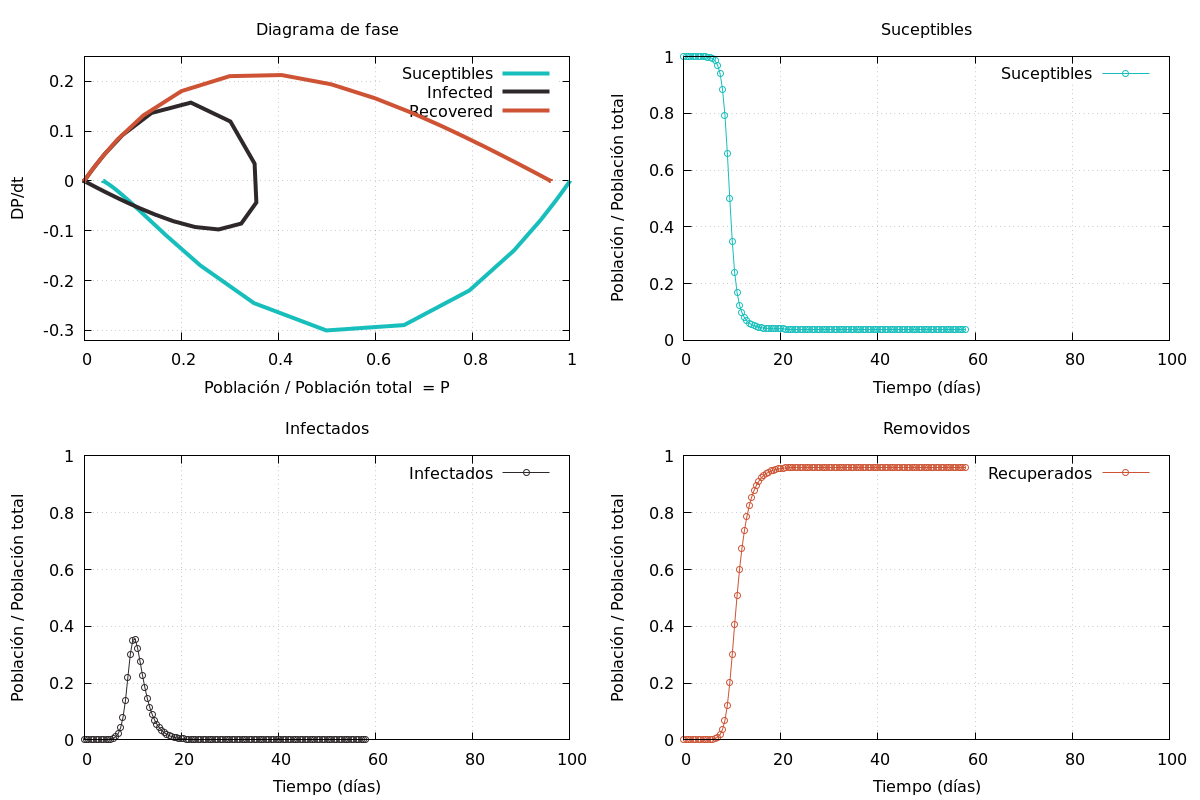 Diagrama de fase
0.2
0.1
0
-0.1
-0.2
-0.3
0 0.2 0.4 0.6 0.8 1
DP/dt
Población / Población total = P
Suceptibles
Infected
Recovered
Suceptibles
1
0.8
0.6
0.4
0.2
0
0 20 40 60 80 100
Población / Población total
Tiempo (días)
Suceptibles
Infectados
1
0.8
0.6
0.4
0.2
0
0 20 40 60 80 100
Población / Población total
Tiempo (días)
Infectados
Removidos
1
0.8
0.6
0.4
0.2
0
0 20 40 60 80 100
Población / Población total
Tiempo (días)
Recuperados